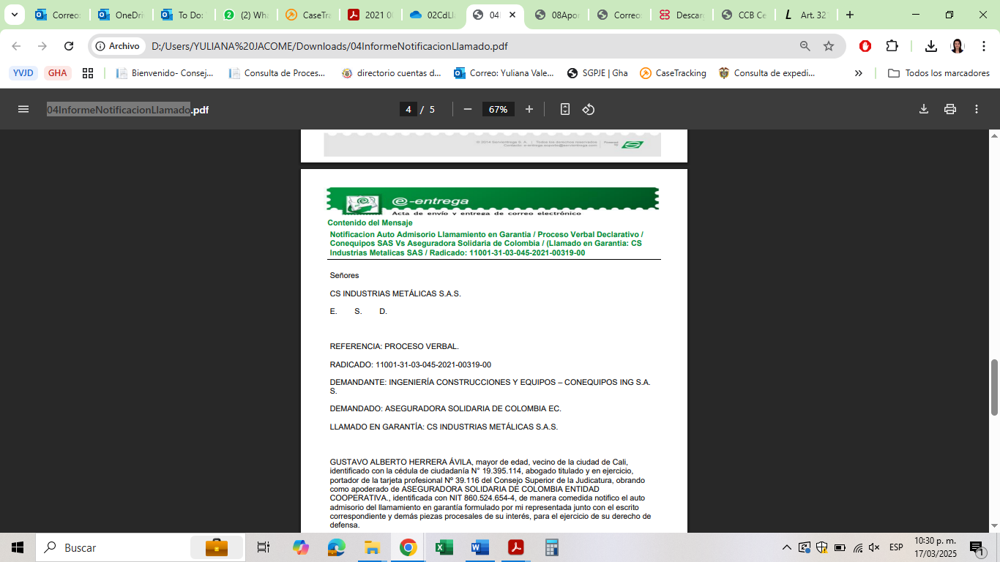 Correo:
OneDri
To Do:
(2) Wha
CaseTra
2021 00
02CdLl
04I
08Apor
Correo:
Descar
CCB Ce
Art. 32
Archivo
D:/Users/YULIANA%20JACOME/Downloads/04InformeNotificacionLlamado.pdf
YVJD
GHA
Bienvenido- Consej...
Consulta de Proces...
directorio cuentas d...
Correo: Yuliana Vale...
SGPJE | Gha
CaseTracking
Consulta de expedi...
»
Todos los marcadores
04InformeNotificacionLlamado.pdf
4 / 5
67%
© 2014 Servientrega S. A. | Todos los derechos reservados
Powered by
@-entrega
Acta de envío y entrega de correo electrónico
Contenido del Mensaje
Notificacion Auto Admisorio Llamamiento en Garantia / Proceso Verbal Declarativo /
Conequipos SAS Vs Aseguradora Solidaria de Colombia / (Llamado en Garantia: CS
Industrias Metalicas SAS / Radicado: 11001-31-03-045-2021-00319-00
Señores
CS INDUSTRIAS METÁLICAS S.A.S.
E. S. D.
REFERENCIA: PROCESO VERBAL.
RADICADO: 11001-31-03-045-2021-00319-00
DEMANDANTE: INGENIERÍA CONSTRUCCIONES Y EQUIPOS – CONEQUIPOS ING S.A.
S.
DEMANDADO: ASEGURADORA SOLIDARIA DE COLOMBIA EC.
LLAMADO EN GARANTÍA: CS INDUSTRIAS METÁLICAS S.A.S.
GUSTAVO ALBERTO HERRERA ÁVILA, mayor de edad, vecino de la ciudad de Cali,
identificado con la cédula de ciudadanía N° 19.395.114, abogado titulado y en ejercicio,
portador de la tarjeta profesional Nº 39.116 del Consejo Superior de la Judicatura, obrando
como apoderado de ASEGURADORA SOLIDARIA DE COLOMBIA ENTIDAD
COOPERATIVA., identificada con NIT 860.524.654-4, de manera comedida notifico el auto
admisorio del llamamiento en garantía formulado por mi representada junto con el escrito
correspondiente y demás piezas procesales de su interés, para el ejercicio de su derecho de
defensa.
Buscar
ESP
10:30 p. m.
17/03/2025
1